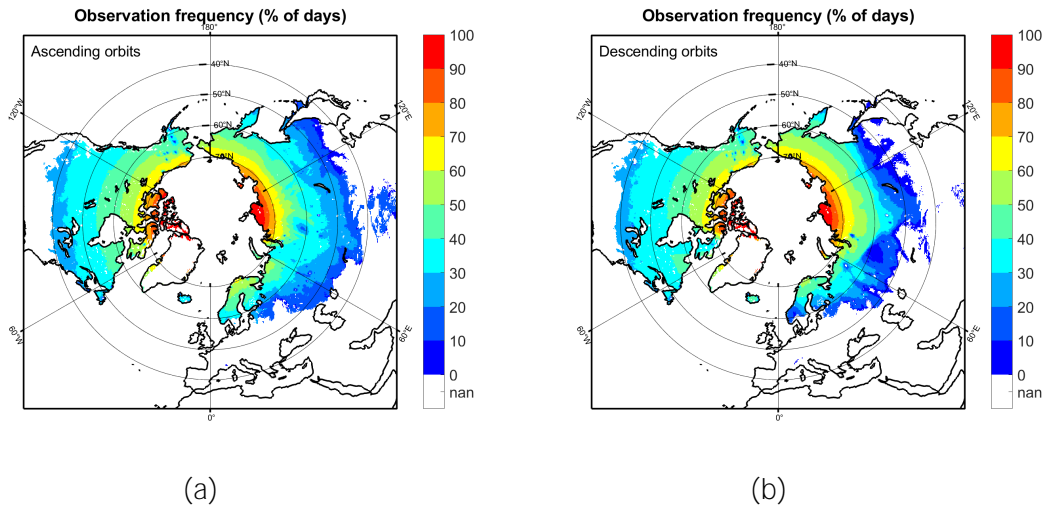 Observation frequency (% of days)
Ascending orbits
180°
40°N
50°N
60°N
70°N
120°W
120°E
60°W
60°E
0°
100
90
80
70
60
50
40
30
20
10
0
nan
(a)
Observation frequency (% of days)
Descending orbits
180°
40°N
50°N
60°N
70°N
120°W
120°E
60°W
60°E
0°
100
90
80
70
60
50
40
30
20
10
0
nan
(b)